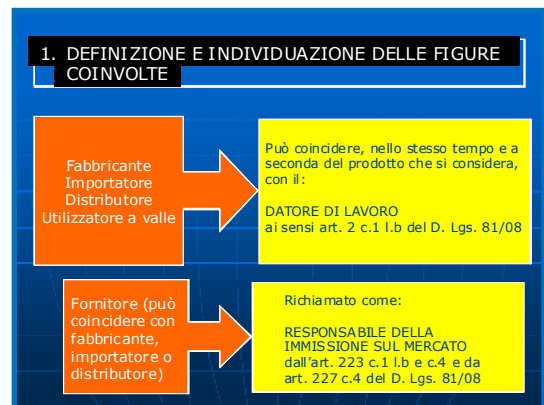 1. DEFINIZIONE E INDIVIDUAZIONE DELLE FIGURE
COINVOLTE
Fabbricante
Importatore
Distributore
Utilizzatore a valle
Può coincidere, nello stesso tempo e a
seconda del prodotto che si considera,
con il:
DATORE DI LAVORO
ai sensi art. 2 c.1 l.b del D. Lgs. 81/08
Fornitore (può
coincidere con
fabbricante,
importatore o
distributore)
Richiamato come:
RESPONSABILE DELLA
IMMISSIONE SUL MERCATO
dall'art. 223 c.1 l.b e c.4 e da
art. 227 c.4 del D. Lgs. 81/08